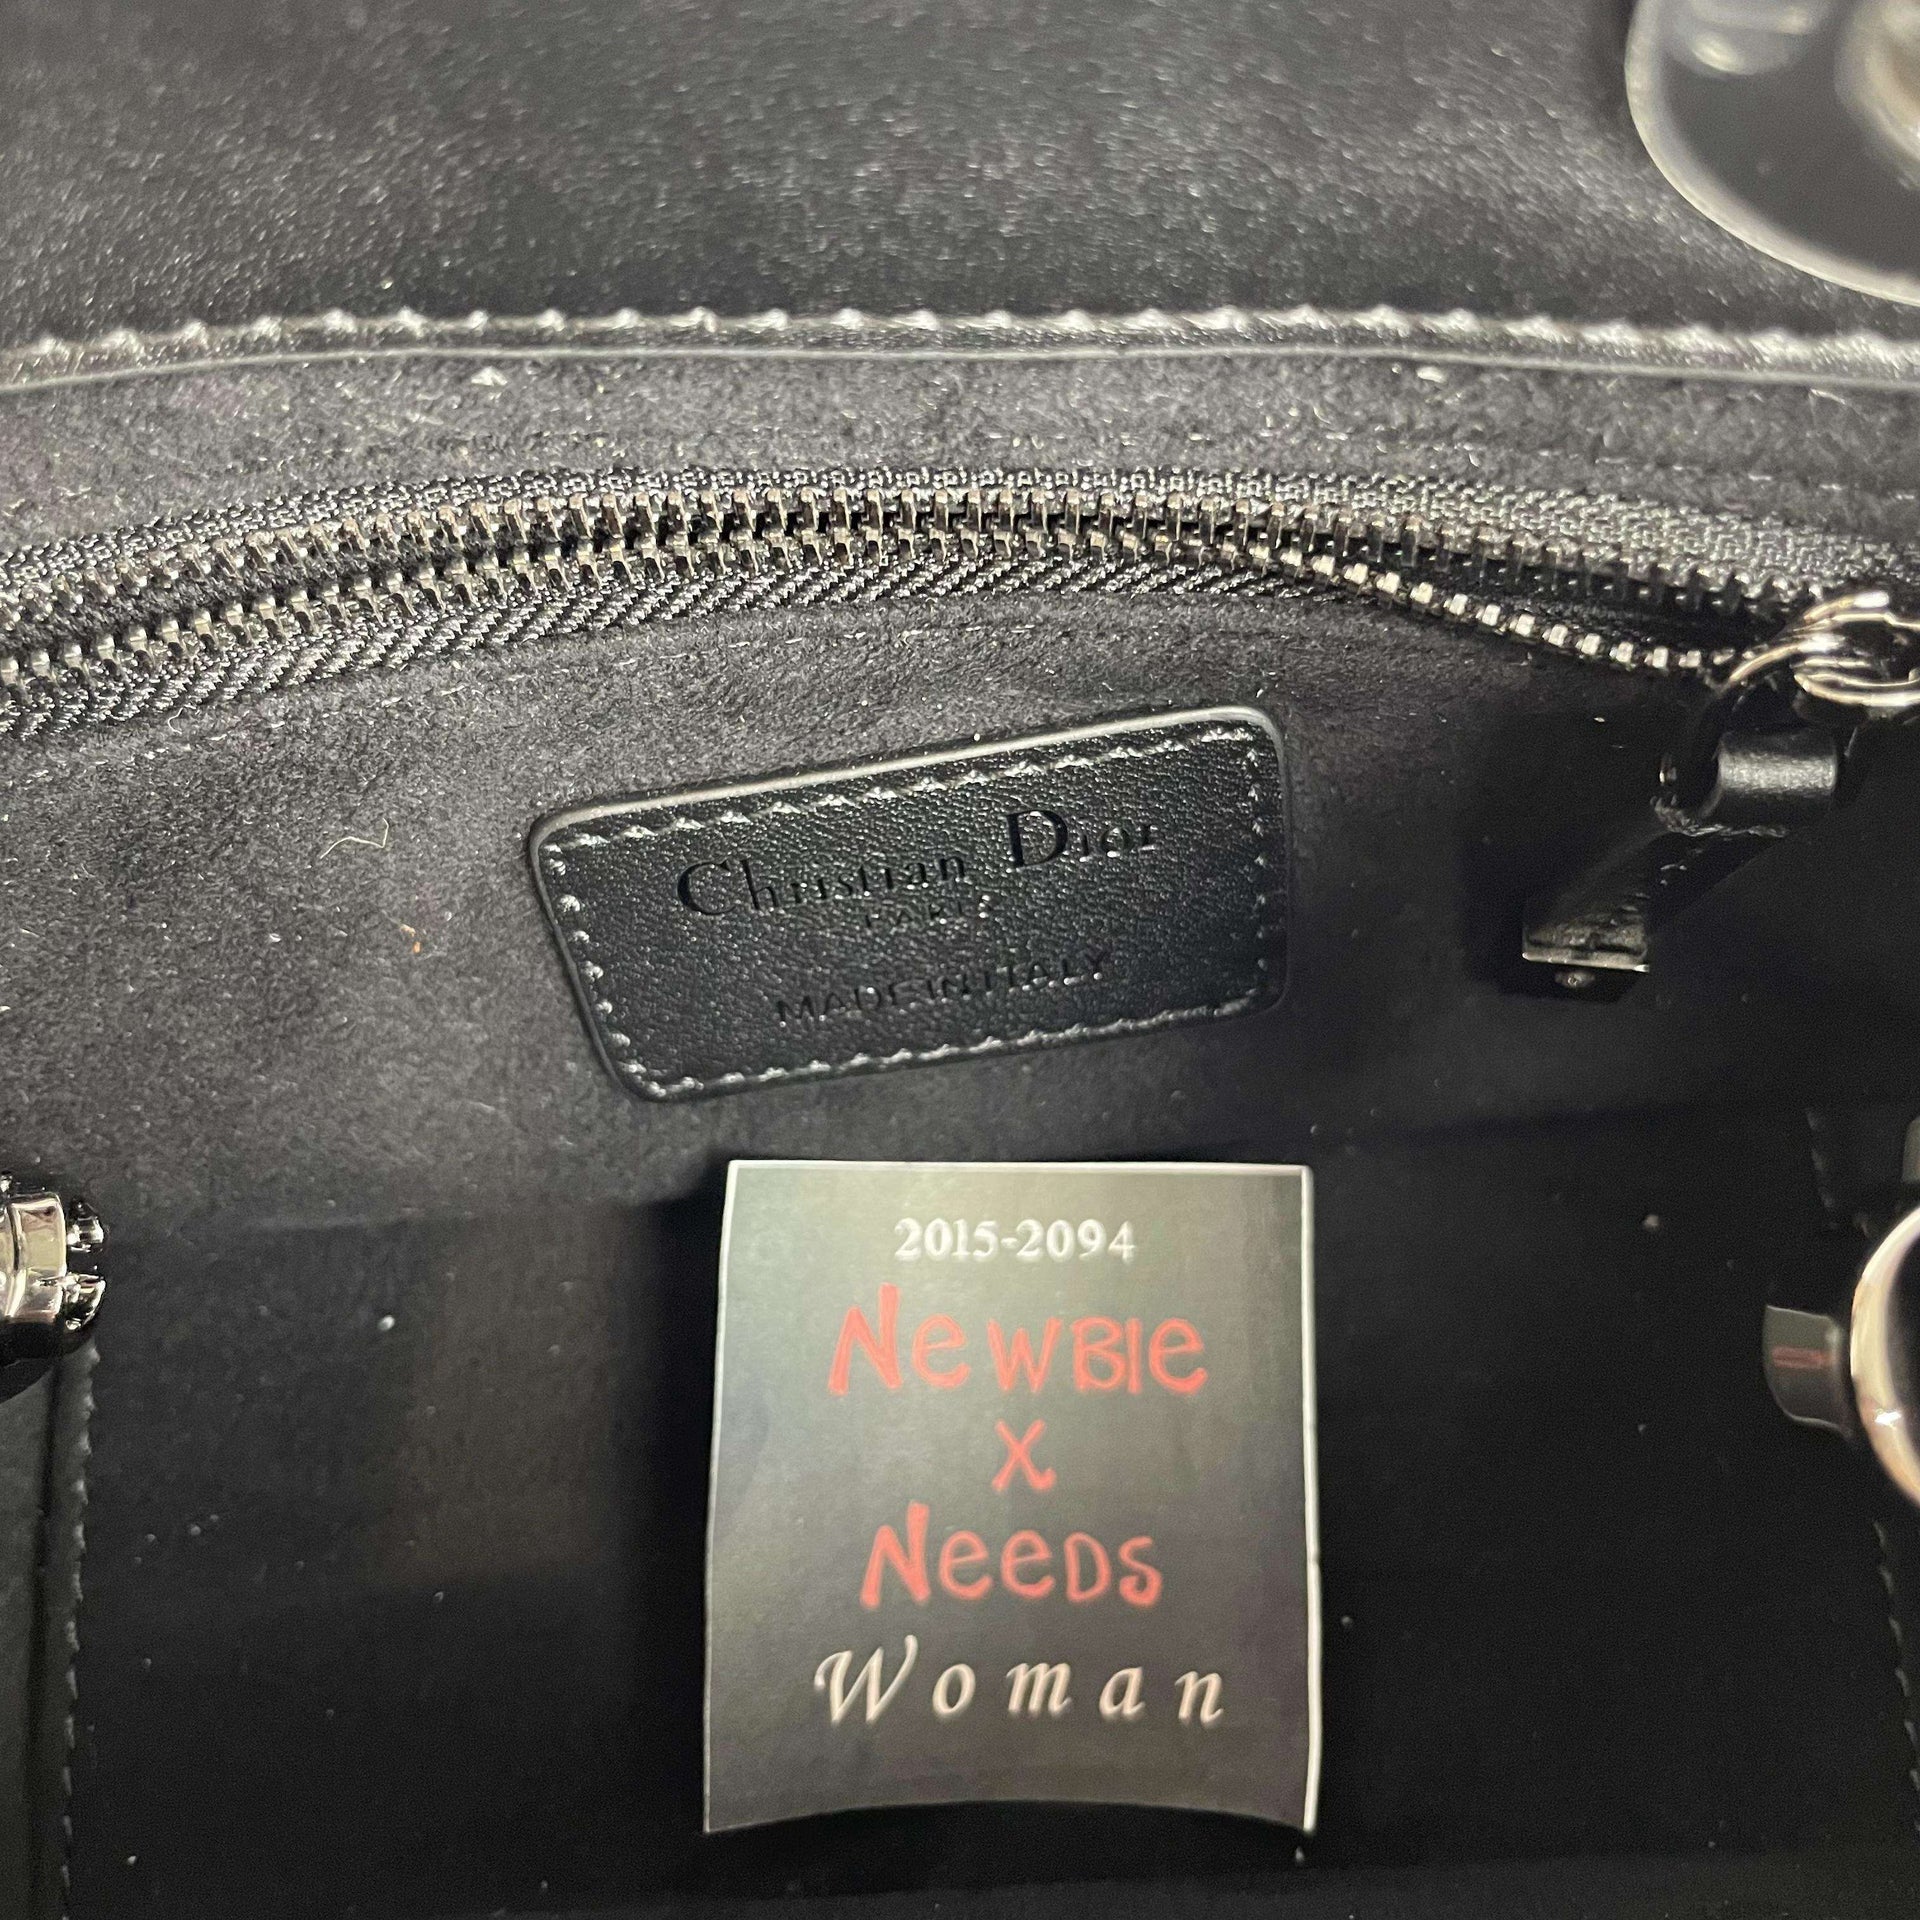 Christian Dior
PARIS
MADE IN ITALY
2015-2094
NewBie
x
Needs
Woman